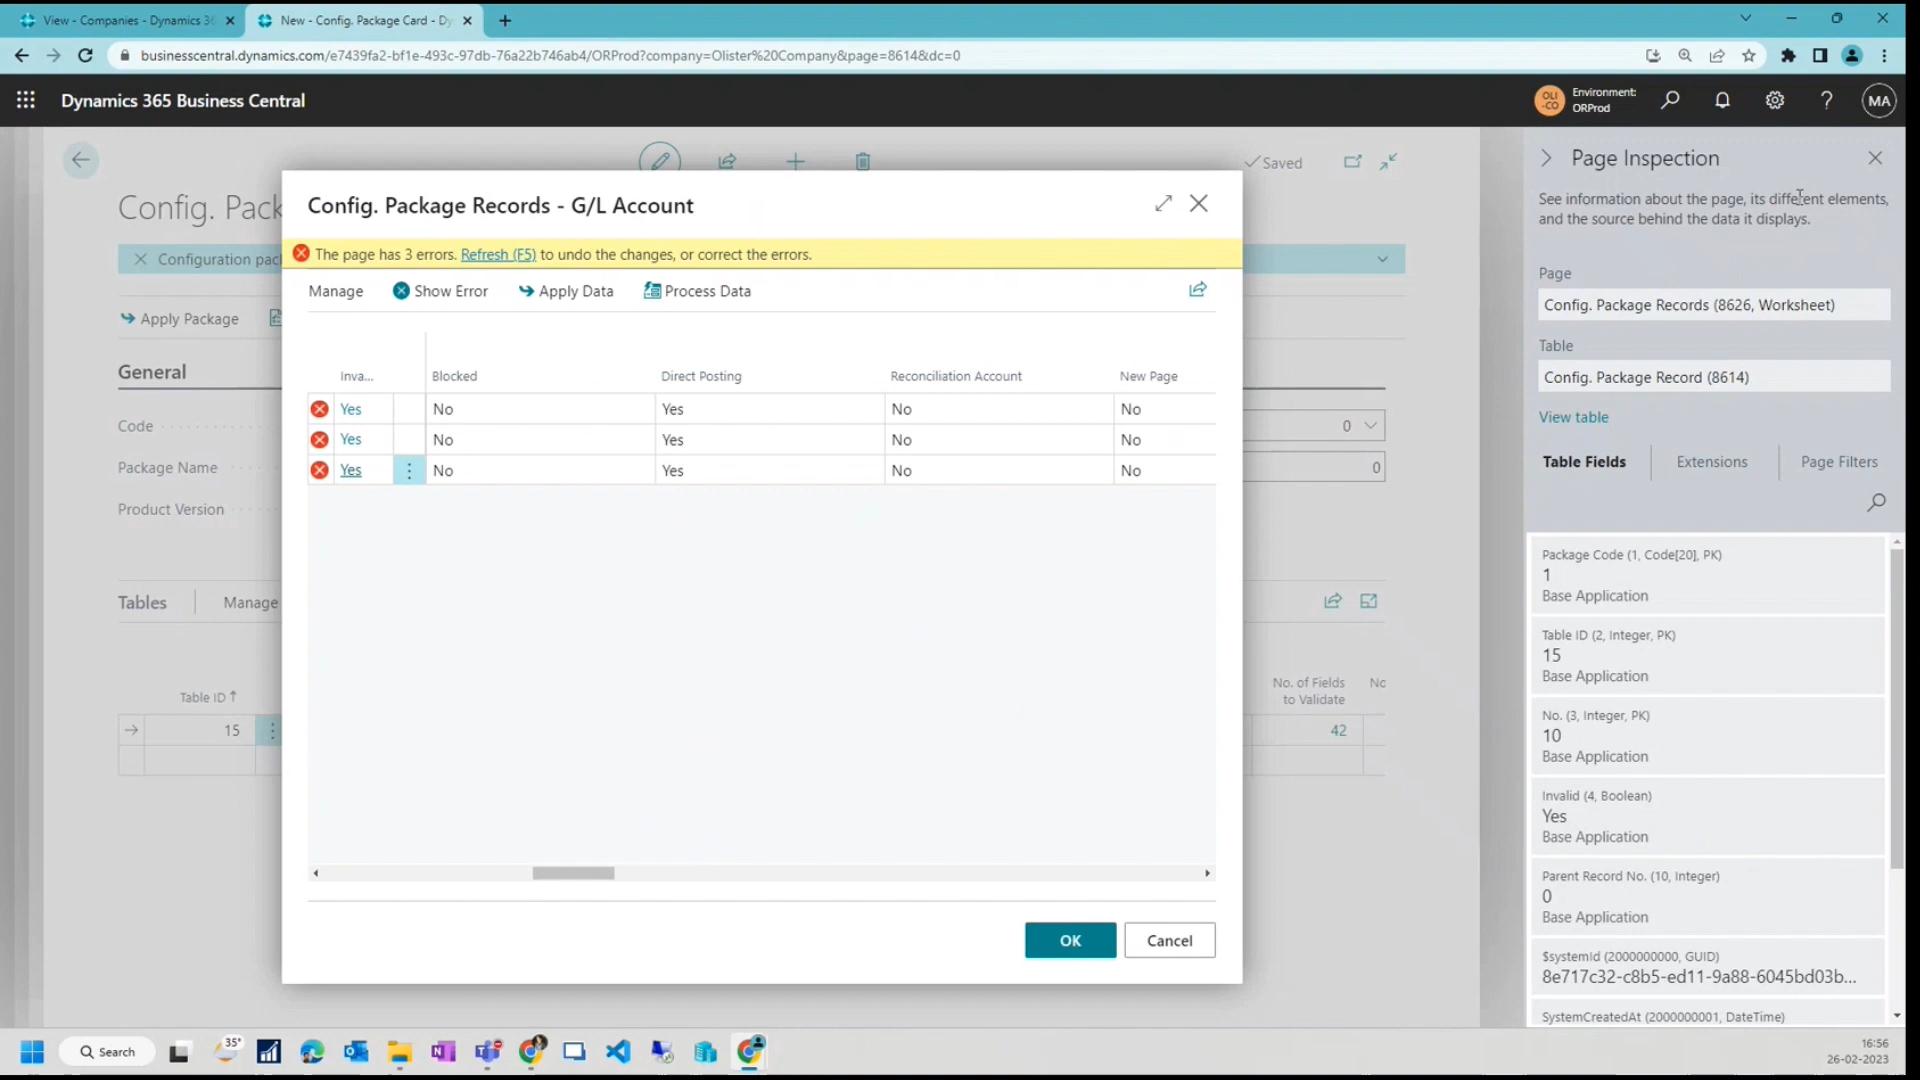 View - Companies - Dynamics 3
New - Config. Package Card - Dy
businesscentral.dynamics.com/e7439fa2-bf1e-493c-97db-76a22b746ab4/ORProd?company=Olister%20Company&page=8614&dc=0
Dynamics 365 Business Central
OLI
-CO
Environment:
ORProd
MA
Saved
Config. Pack
Configuration pac
Apply Package
General
Code
Package Name
Product Version
Tables
Manage
Table ID ↑
15
0
0
No. of Fields
to Validate
No
42
Config. Package Records - G/L Account
The page has 3 errors. Refresh (F5) to undo the changes, or correct the errors.
Manage
Show Error
Apply Data
Process Data
Inva... Blocked Direct Posting Reconciliation Account New Page
Yes No Yes No No
Yes No Yes No No
Yes No Yes No No
OK
Cancel
Page Inspection
See information about the page, its different elements,
and the source behind the data it displays.
Page
Config. Package Records (8626, Worksheet)
Table
Config. Package Record (8614)
View table
Table Fields
Extensions
Page Filters
Package Code (1, Code[20], PK)
1
Base Application
Table ID (2, Integer, PK)
15
Base Application
No. (3, Integer, PK)
10
Base Application
Invalid (4, Boolean)
Yes
Base Application
Parent Record No. (10, Integer)
0
Base Application
$systemId (2000000000, GUID)
8e717c32-c8b5-ed11-9a88-6045bd03b...
SystemCreatedAt (2000000001, DateTime)
Search
35°
16:56
26-02-2023